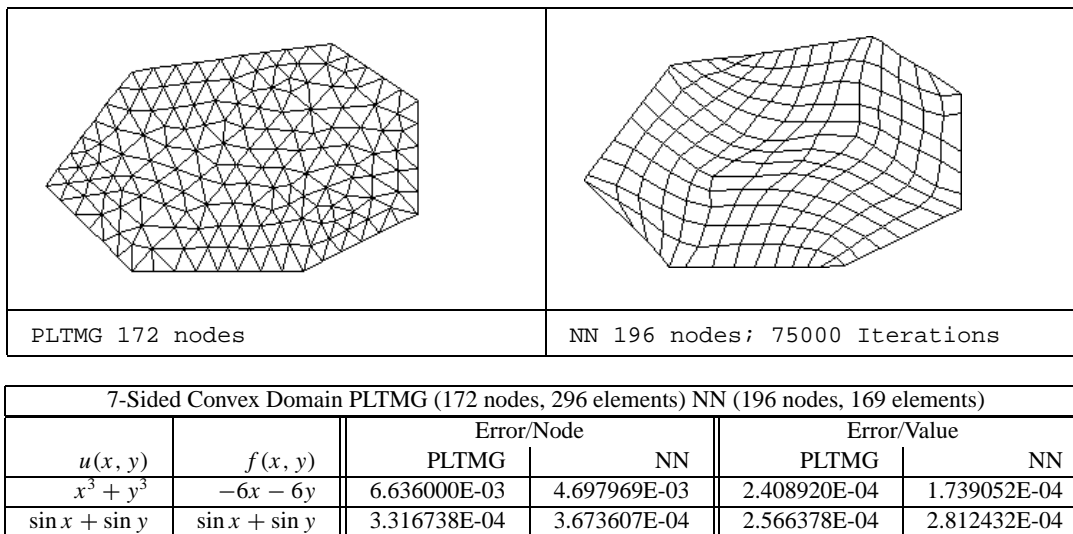 PLTMG 172 nodes
NN 196 nodes; 75000 Iterations
7-Sided Convex Domain PLTMG (172 nodes, 296 elements) NN (196 nodes, 169 elements)
Error/Node Error/Value
u(x, y) f(x, y) PLTMG NN PLTMG NN
x³ + y³ −6x − 6y 6.636000E-03 4.697969E-03 2.408920E-04 1.739052E-04
sin x + sin y sin x + sin y 3.316738E-04 3.673607E-04 2.566378E-04 2.812432E-04